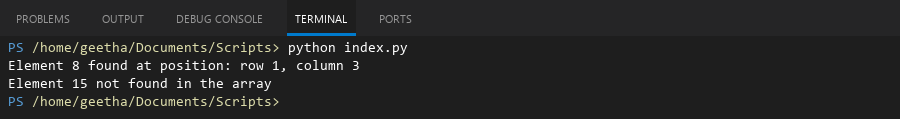 PROBLEMS OUTPUT DEBUG CONSOLE TERMINAL PORTS
PS /home/geetha/Documents/Scripts> python index.py
Element 8 found at position: row 1, column 3
Element 15 not found in the array
PS /home/geetha/Documents/Scripts>